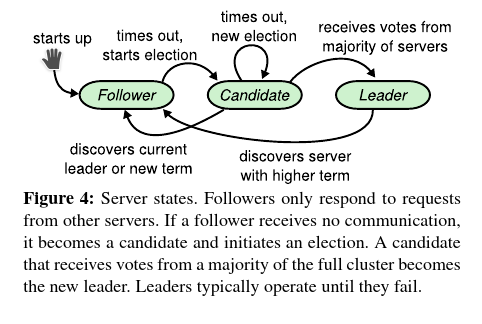 starts up
times out,
starts election
times out,
new election
receives votes from
majority of servers
Follower
Candidate
Leader
discovers current
leader or new term
discovers server
with higher term
Figure 4: Server states. Followers only respond to requests
from other servers. If a follower receives no communication,
it becomes a candidate and initiates an election. A candidate
that receives votes from a majority of the full cluster becomes
the new leader. Leaders typically operate until they fail.